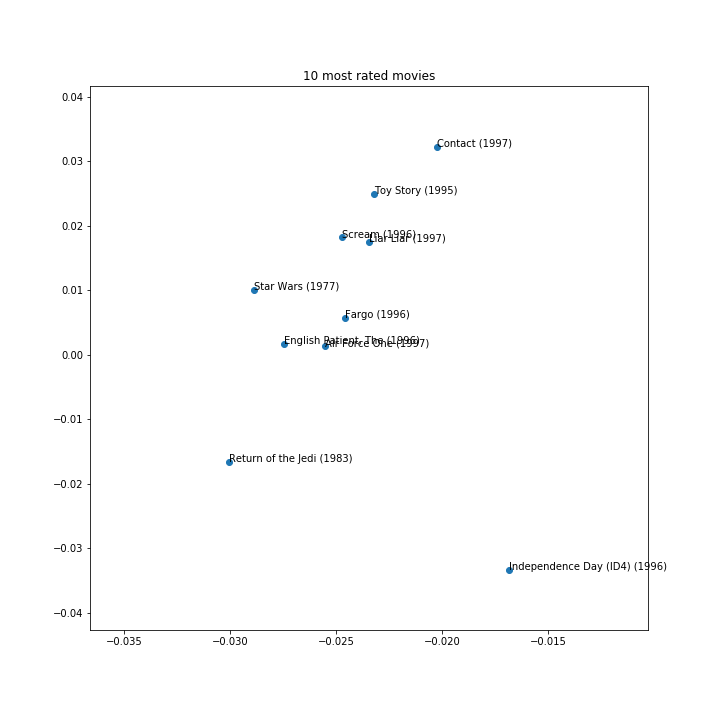 10 most rated movies
0.04
Contact (1997)
0.03
Toy Story (1995)
0.02
Scream (1996)
Liar Liar (1997)
0.01
Star Wars (1977)
Fargo (1996)
English Patient, The (1996)
Air Force One (1997)
0.00
−0.01
Return of the Jedi (1983)
−0.02
−0.03
Independence Day (ID4) (1996)
−0.04
−0.035 −0.030 −0.025 −0.020 −0.015